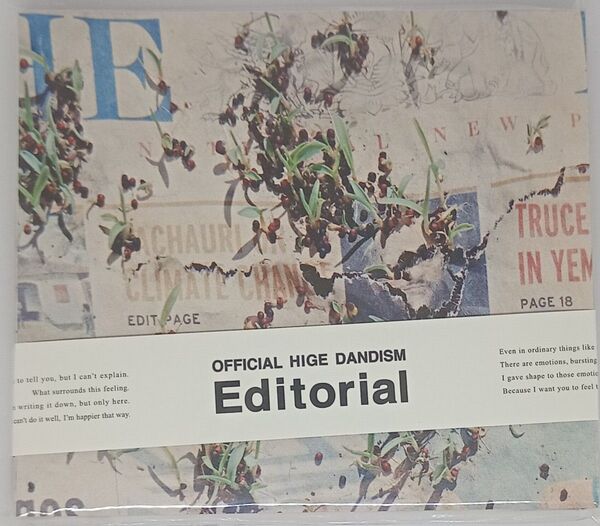 IE
N L NEW P
ACHAURI
CLIMATE CHAN
EDIT PAGE
TRUCE
IN YEM
PAGE 18
to tell you, but I can't explain.
What surrounds this feeling.
writing it down, but only here.
can't do it well, I'm happier that way.
OFFICIAL HIGE DANDISM
Editorial
Even in ordinary things like
There are emotions, bursting
I gave shape to those emotio
Because I want you to feel t